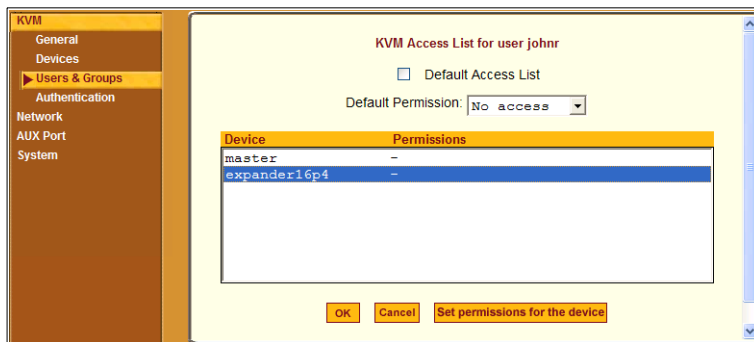 KVM
General
Devices
Users & Groups
Authentication
Network
AUX Port
System
KVM Access List for user johnr
Default Access List
Default Permission: No access
Device Permissions
master -
expander16p4 -
OK Cancel Set permissions for the device